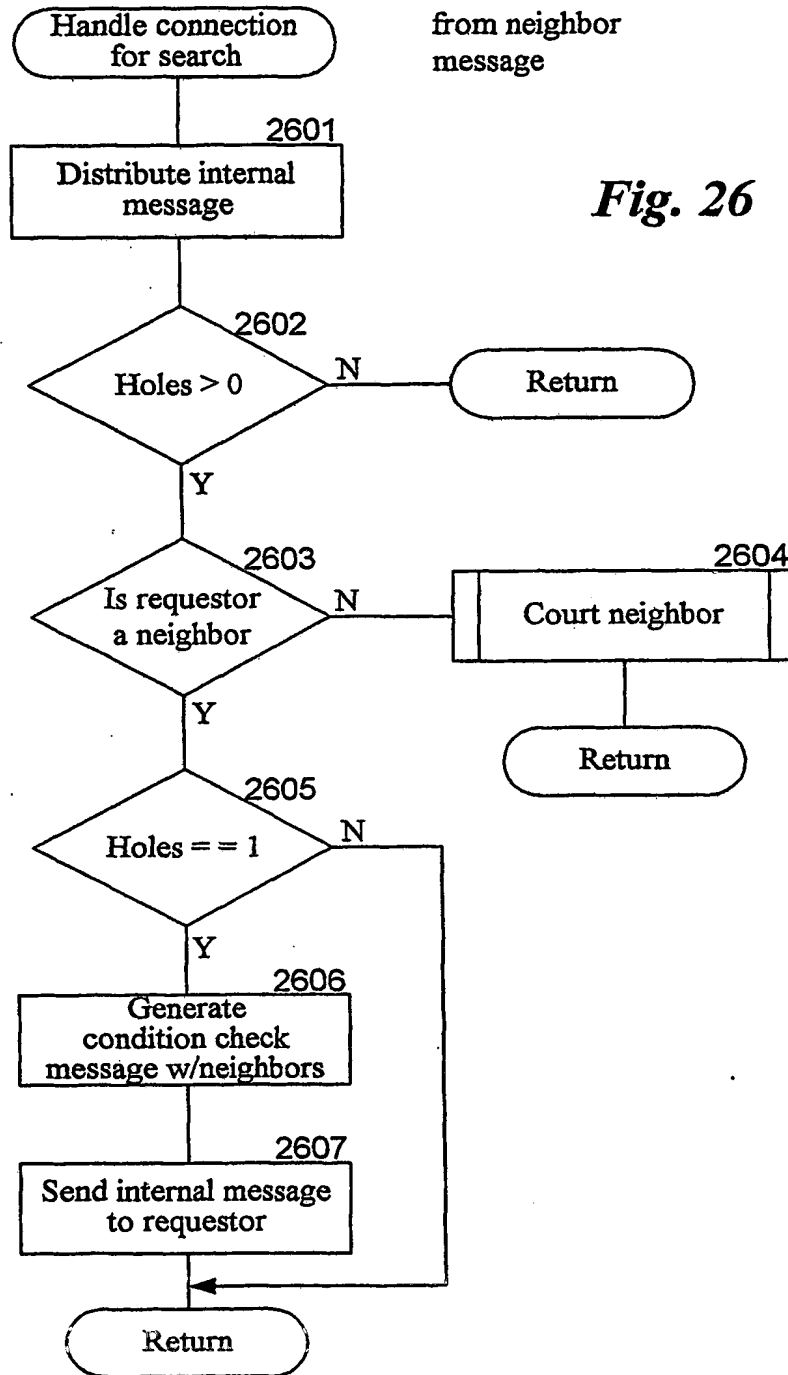 Handle connection
for search
from neighbor
message
2601
Distribute internal
message
Fig. 26
2602
Holes > 0
N
Return
Y
2603
Is requestor
a neighbor
N
2604
Court neighbor
Y
Return
2605
Holes = = 1
N
Y
2606
Generate
condition check
message w/neighbors
2607
Send internal message
to requestor
Return